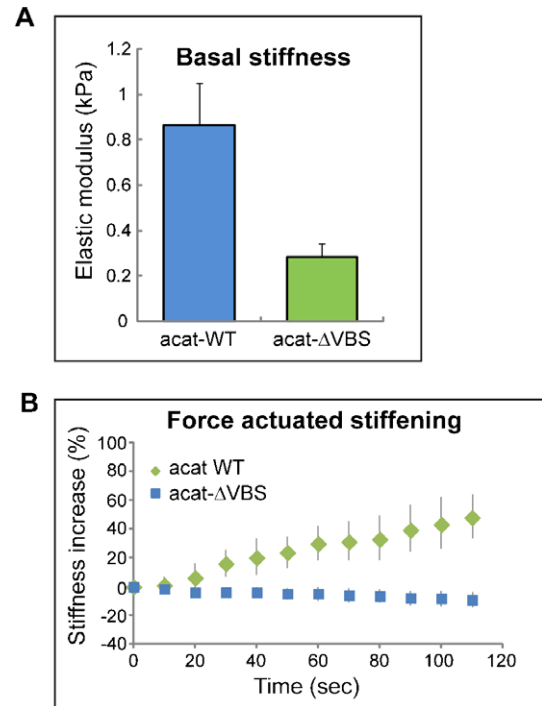 A
Basal stiffness
Elastic modulus (kPa)
1.2
1
0.8
0.6
0.4
0.2
0
acat-WT acat-ΔVBS
B
Force actuated stiffening
Stiffness increase (%)
100
80
60
40
20
0
-20
-40
acat WT
acat-ΔVBS
0 20 40 60 80 100 120
Time (sec)